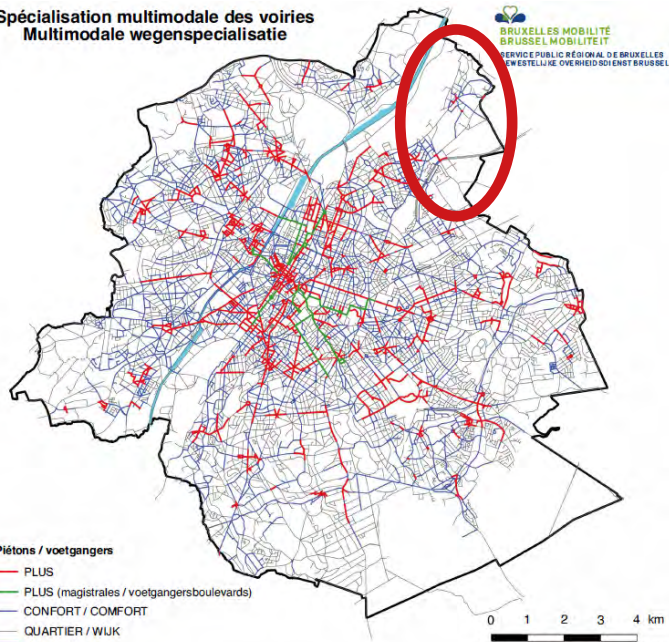 Spécialisation multimodale des voiries
Multimodale wegenspecialisatie
BRUXELLES MOBILITÉ
BRUSSEL MOBILITEIT
SERVICE PUBLIC RÉGIONAL DE BRUXELLES
EWESTELIJKE OVERHEIDSDIENST BRUSSEL
Piétons / voetgangers
PLUS
PLUS (magistrales / voetgangersboulevards)
CONFORT / COMFORT
QUARTIER / WIJK
0 1 2 3 4 km